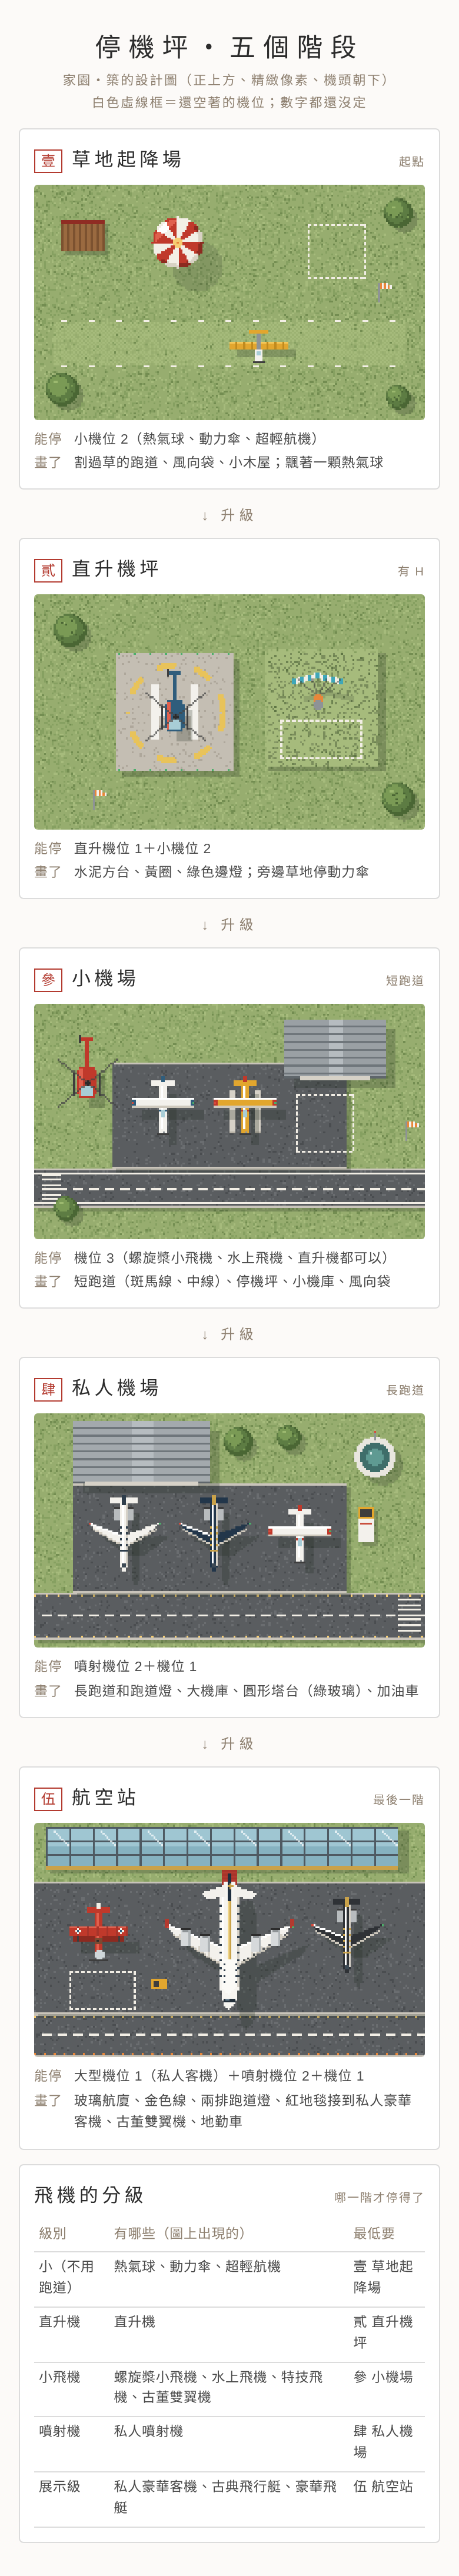 停機坪・五個階段
家園・築的設計圖（正上方、精緻像素、機頭朝下）
白色虛線框＝還空著的機位；數字都還沒定
壹 草地起降場 起點
能停 小機位 2（熱氣球、動力傘、超輕航機）
畫了 割過草的跑道、風向袋、小木屋；飄著一顆熱氣球
↓ 升級
貳 直升機坪 有 H
能停 直升機位 1＋小機位 2
畫了 水泥方台、黃圈、綠色邊燈；旁邊草地停動力傘
↓ 升級
參 小機場 短跑道
能停 機位 3（螺旋槳小飛機、水上飛機、直升機都可以）
畫了 短跑道（斑馬線、中線）、停機坪、小機庫、風向袋
↓ 升級
肆 私人機場 長跑道
能停 噴射機位 2＋機位 1
畫了 長跑道和跑道燈、大機庫、圓形塔台（綠玻璃）、加油車
↓ 升級
伍 航空站 最後一階
能停 大型機位 1（私人客機）＋噴射機位 2＋機位 1
畫了 玻璃航廈、金色線、兩排跑道燈、紅地毯接到私人豪華
客機、古董雙翼機、地勤車
飛機的分級 哪一階才停得了
級別 有哪些（圖上出現的） 最低要
小（不用 熱氣球、動力傘、超輕航機 壹 草地起
跑道） 降場
直升機 直升機 貳 直升機
坪
小飛機 螺旋槳小飛機、水上飛機、特技飛 參 小機場
機、古董雙翼機
噴射機 私人噴射機 肆 私人機
場
展示級 私人豪華客機、古典飛行艇、豪華飛 伍 航空站
艇